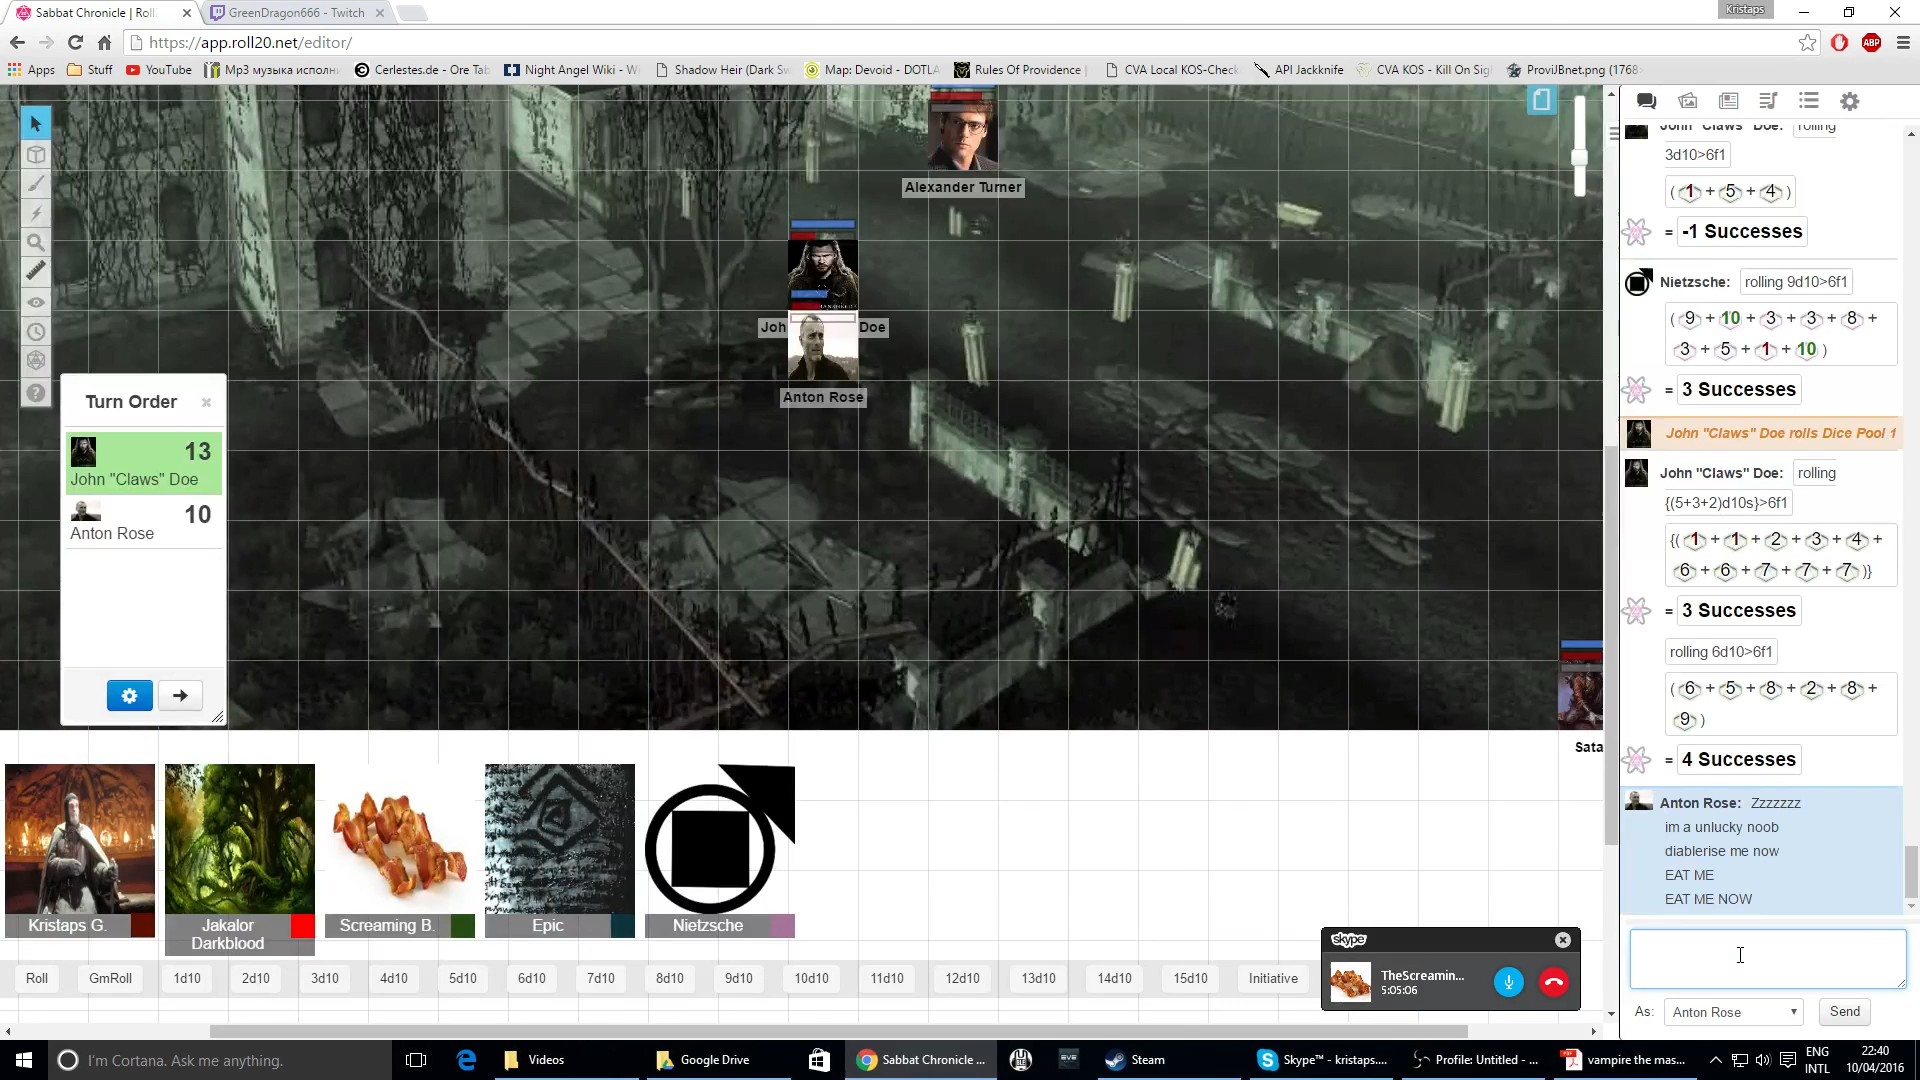 Sabbat Chronicle | Roll2
GreenDragon666 - Twitch
Kristaps
https://app.roll20.net/editor/
Apps
Stuff
YouTube
Mp3 музыка исполни
Cerlestes.de - Ore Tab
Night Angel Wiki - Wi
Shadow Heir (Dark Sw
Map: Devoid - DOTLA
Rules Of Providence |
CVA Local KOS-Check
API Jackknife
CVA KOS - Kill On Sig
ProviJBnet.png (1768
ABP
Alexander Turner
Joh Doe
Anton Rose
Turn Order
13
John "Claws" Doe
10
Anton Rose
Sata
Kristaps G.
Jakalor
Darkblood
Screaming B.
Epic
Nietzsche
Roll
GmRoll
1d10
2d10
3d10
4d10
5d10
6d10
7d10
8d10
9d10
10d10
11d10
12d10
13d10
14d10
15d10
Initiative
skype
TheScreamin...
5:05:06
John "Claws" Doe: rolling
3d10>6f1
(1+5+4)
= -1 Successes
Nietzsche: rolling 9d10>6f1
(9+10+3+3+8+
3+5+1+10)
= 3 Successes
John "Claws" Doe rolls Dice Pool 1
John "Claws" Doe: rolling
{(5+3+2)d10s}>6f1
{(1+1+2+3+4+
6+6+7+7+7)}
= 3 Successes
rolling 6d10>6f1
(6+5+8+2+8+
9)
= 4 Successes
Anton Rose: Zzzzzzz
im a unlucky noob
diablerise me now
EAT ME
EAT ME NOW
As: Anton Rose
Send
I'm Cortana. Ask me anything.
Videos
Google Drive
Sabbat Chronicle ...
EVE
Steam
Skype™ - kristaps....
Profile: Untitled - ...
vampire the mas...
ENG
INTL
22:40
10/04/2016